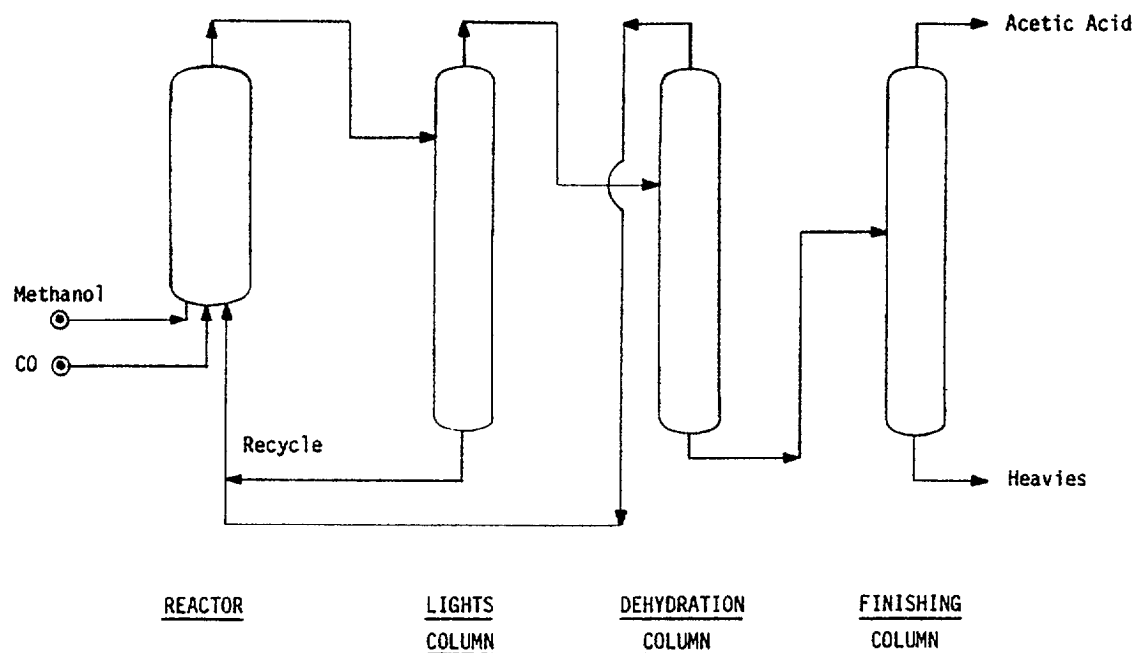 Acetic Acid
Methanol
CO
Recycle
Heavies
REACTOR
LIGHTS
COLUMN
DEHYDRATION
COLUMN
FINISHING
COLUMN